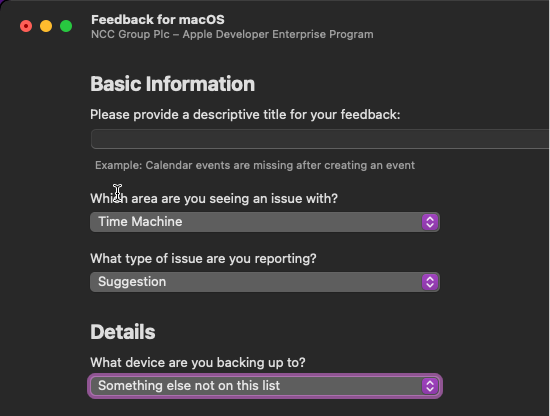 Feedback for macOS
NCC Group Plc – Apple Developer Enterprise Program
Basic Information
Please provide a descriptive title for your feedback:
Example: Calendar events are missing after creating an event
Which area are you seeing an issue with?
Time Machine
What type of issue are you reporting?
Suggestion
Details
What device are you backing up to?
Something else not on this list